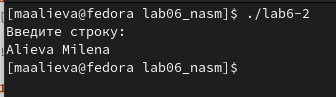 [maalieva@fedora lab06_nasm]$ ./lab6-2
Введите строку:
Alieva Milena
[maalieva@fedora lab06_nasm]$